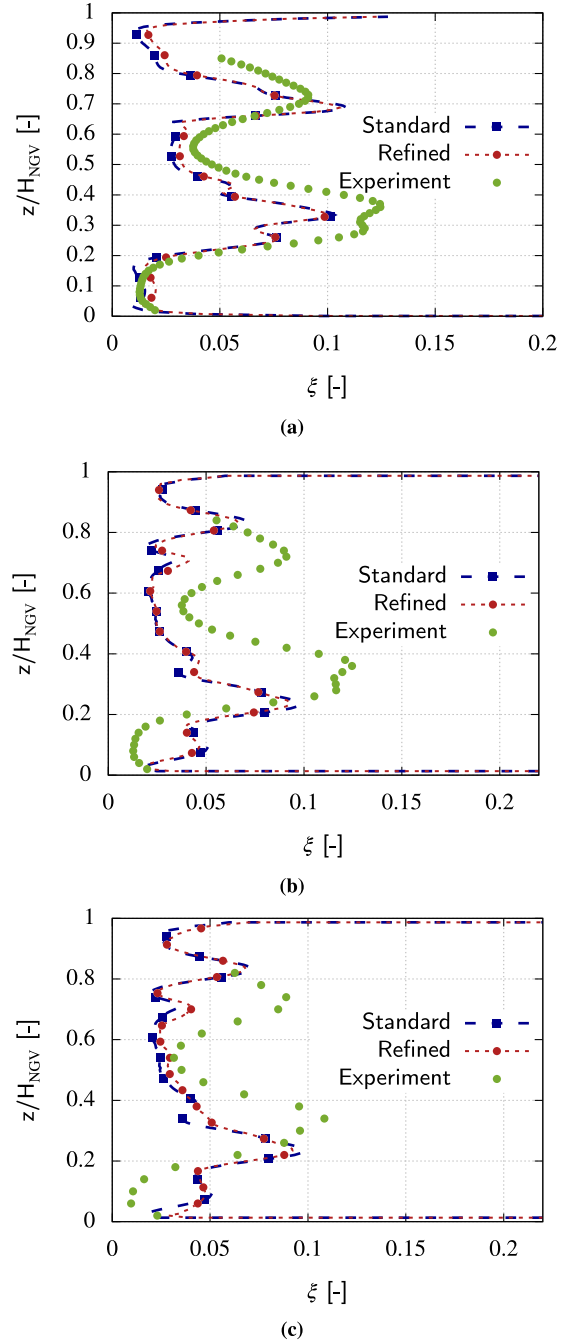 1
0.9
0.8
0.7
0.6
0.5
0.4
0.3
0.2
0.1
0
z/H_NGV [-]
Standard
Refined
Experiment
0 0.05 0.1 0.15 0.2
ξ [-]
(a)
1
0.8
0.6
0.4
0.2
0
z/H_NGV [-]
Standard
Refined
Experiment
0 0.05 0.1 0.15 0.2
ξ [-]
(b)
1
0.8
0.6
0.4
0.2
0
z/H_NGV [-]
Standard
Refined
Experiment
0 0.05 0.1 0.15 0.2
ξ [-]
(c)